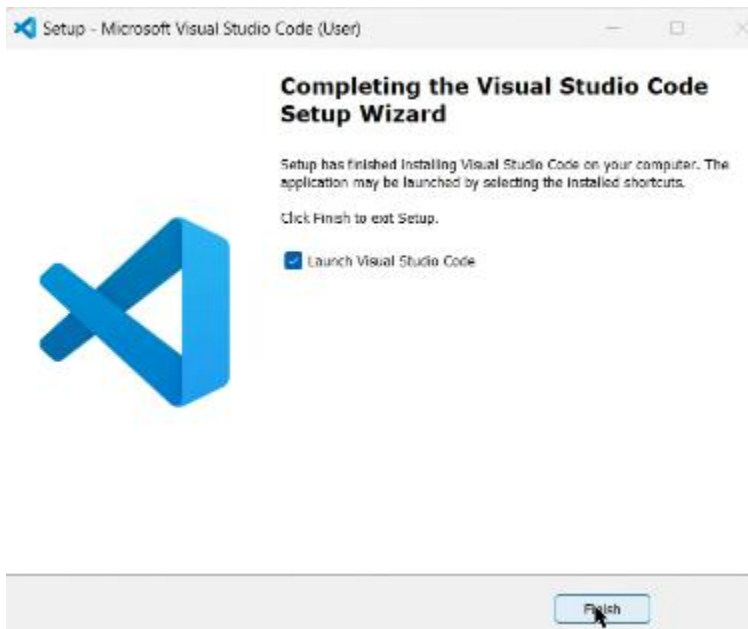 Setup - Microsoft Visual Studio Code (User)
Completing the Visual Studio Code
Setup Wizard
Setup has finished installing Visual Studio Code on your computer. The
application may be launched by selecting the installed shortcuts.
Click Finish to exit Setup.
Launch Visual Studio Code
Finish